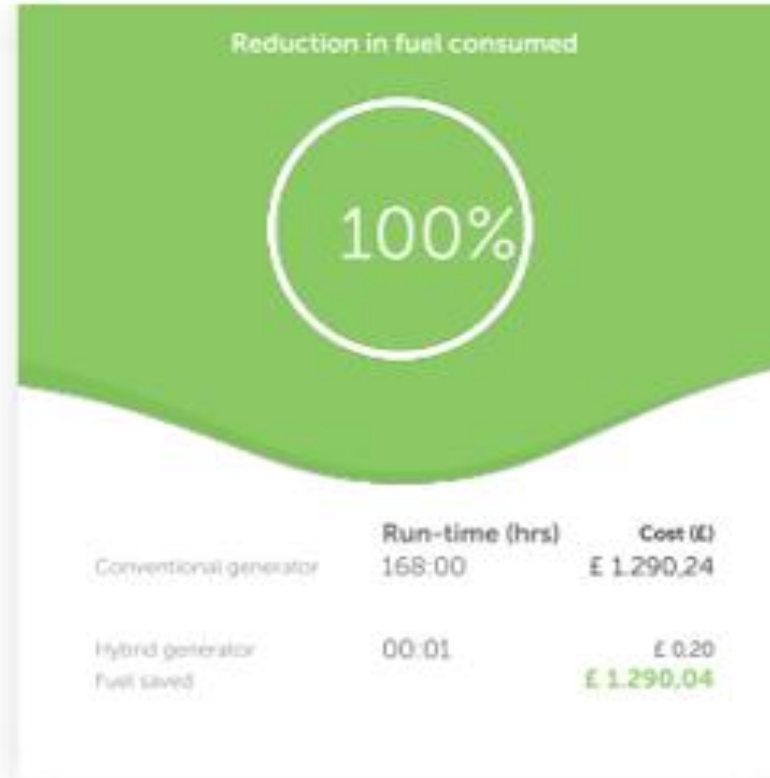 Reduction in fuel consumed
100%
Run-time (hrs) Cost (£)
Conventional generator 168:00 £ 1.290,24
Hybrid generator 00:01 £ 0,20
Fuel saved £ 1.290,04